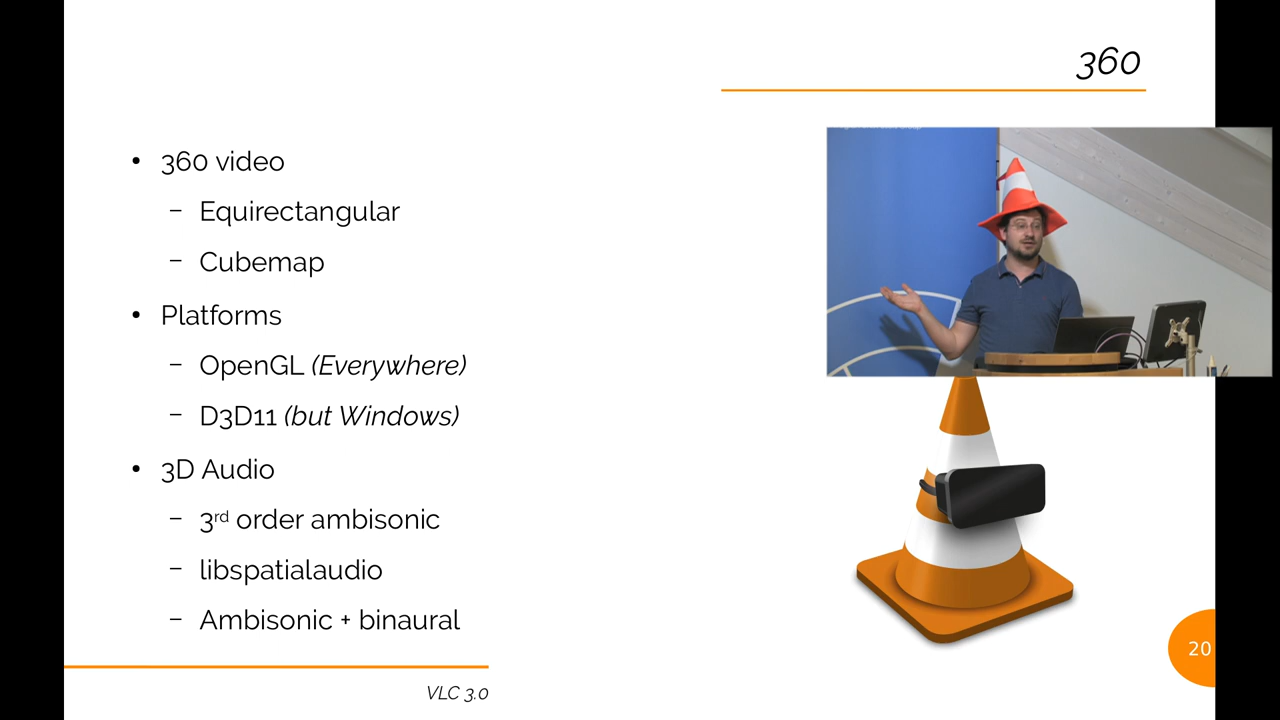 360
• 360 video
– Equirectangular
– Cubemap
• Platforms
– OpenGL (Everywhere)
– D3D11 (but Windows)
• 3D Audio
– 3rd order ambisonic
– libspatialaudio
– Ambisonic + binaural
VLC 3.0
20